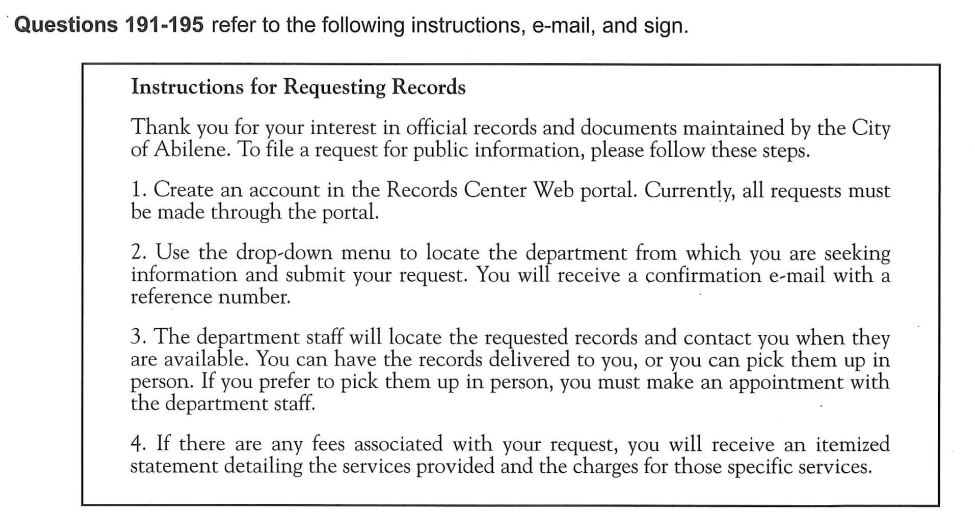 Questions 191-195 refer to the following instructions, e-mail, and sign.
Instructions for Requesting Records
Thank you for your interest in official records and documents maintained by the City
of Abilene. To file a request for public information, please follow these steps.
1. Create an account in the Records Center Web portal. Currently, all requests must
be made through the portal.
2. Use the drop-down menu to locate the department from which you are seeking
information and submit your request. You will receive a confirmation e-mail with a
reference number.
3. The department staff will locate the requested records and contact you when they
are available. You can have the records delivered to you, or you can pick them up in
person. If you prefer to pick them up in person, you must make an appointment with
the department staff.
4. If there are any fees associated with your request, you will receive an itemized
statement detailing the services provided and the charges for those specific services.